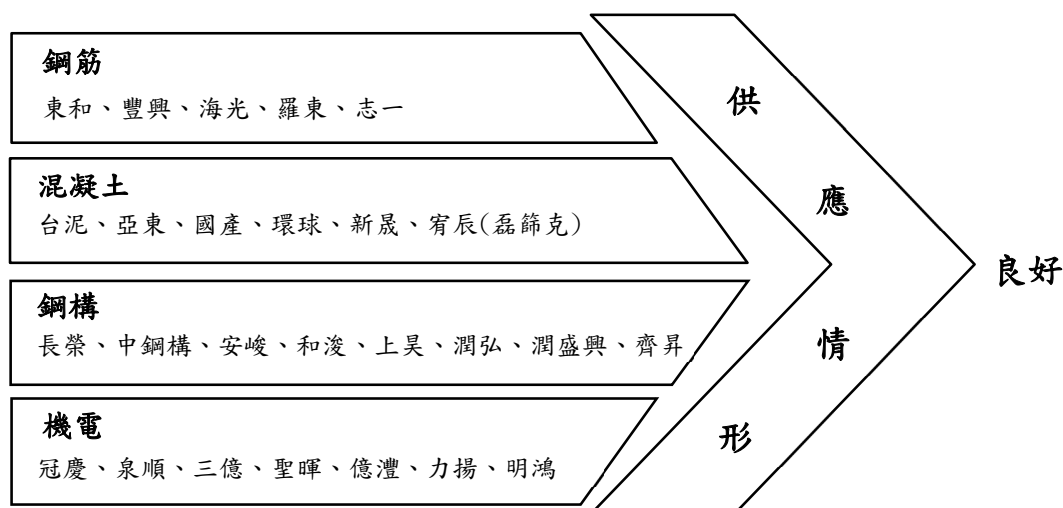 鋼筋
東和、豐興、海光、羅東、志一
混凝土
台泥、亞東、國產、環球、新晟、宥辰(磊篩克)
鋼構
長榮、中鋼構、安峻、和浚、上昊、潤弘、潤盛興、齊昇
機電
冠慶、泉順、三億、聖暉、億灃、力揚、明鴻
供應情形
良好